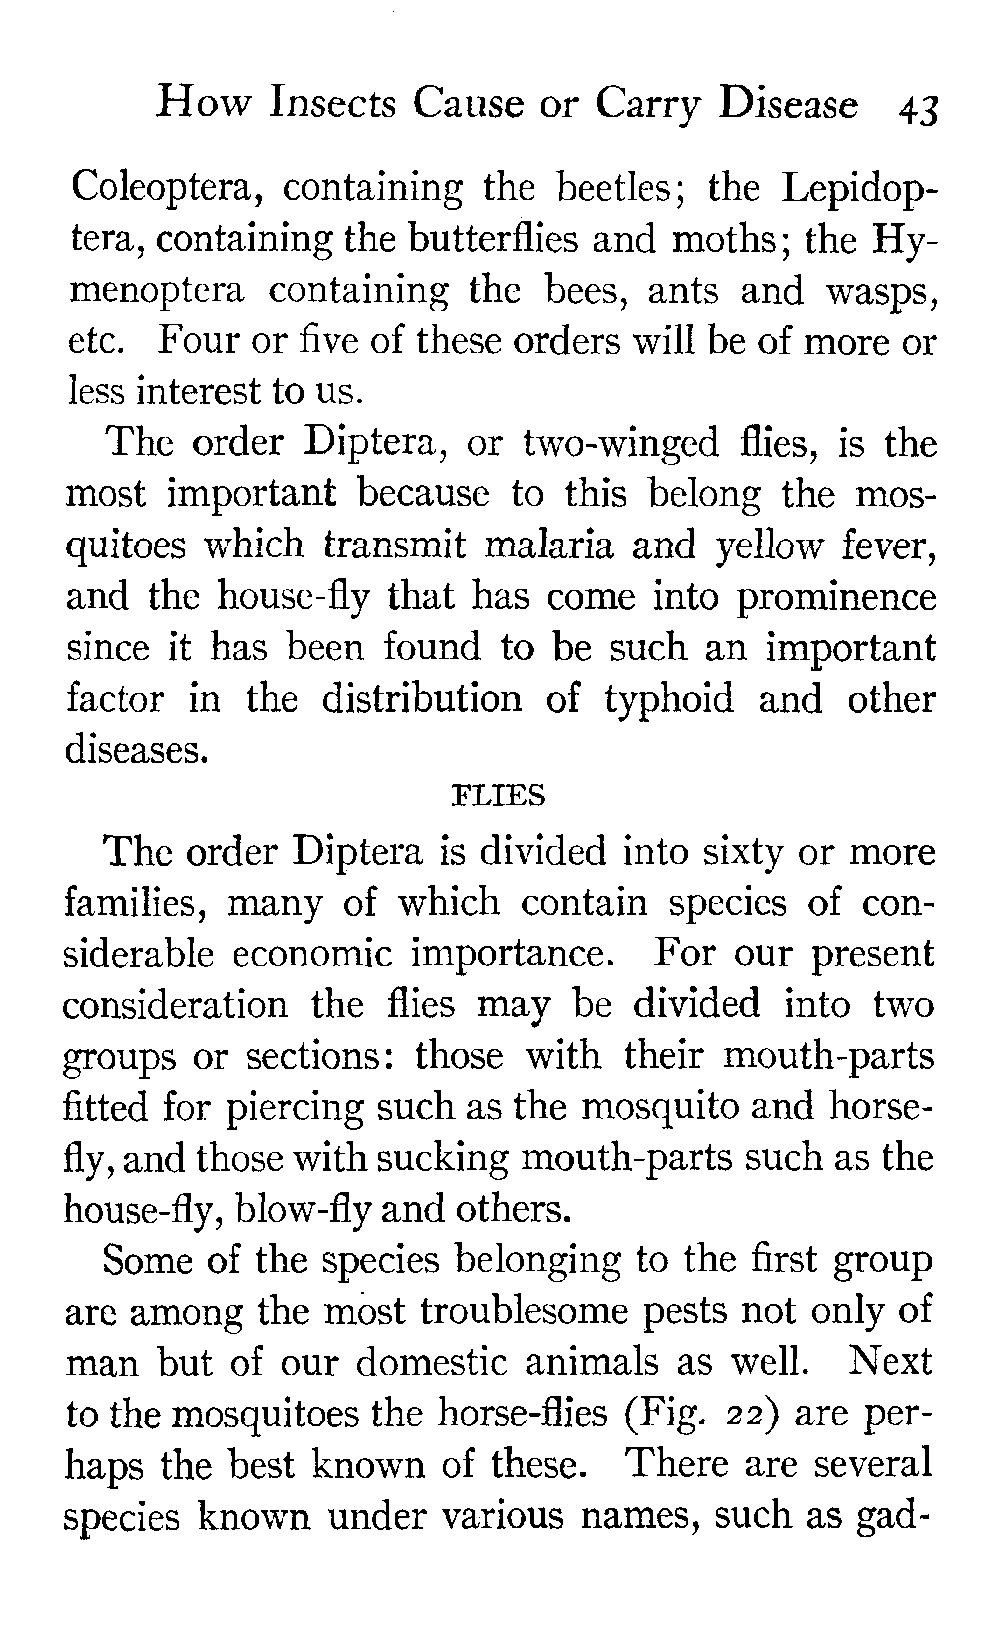 How Insects Cause or Carry Disease 43
Coleoptera, containing the beetles; the Lepidop-
tera, containing the butterflies and moths; the Hy-
menoptera containing the bees, ants and wasps,
etc. Four or five of these orders will be of more or
less interest to us.
The order Diptera, or two-winged flies, is the
most important because to this belong the mos-
quitoes which transmit malaria and yellow fever,
and the house-fly that has come into prominence
since it has been found to be such an important
factor in the distribution of typhoid and other
diseases.
FLIES
The order Diptera is divided into sixty or more
families, many of which contain species of con-
siderable economic importance. For our present
consideration the flies may be divided into two
groups or sections: those with their mouth-parts
fitted for piercing such as the mosquito and horse-
fly, and those with sucking mouth-parts such as the
house-fly, blow-fly and others.
Some of the species belonging to the first group
are among the most troublesome pests not only of
man but of our domestic animals as well. Next
to the mosquitoes the horse-flies (Fig. 22) are per-
haps the best known of these. There are several
species known under various names, such as gad-